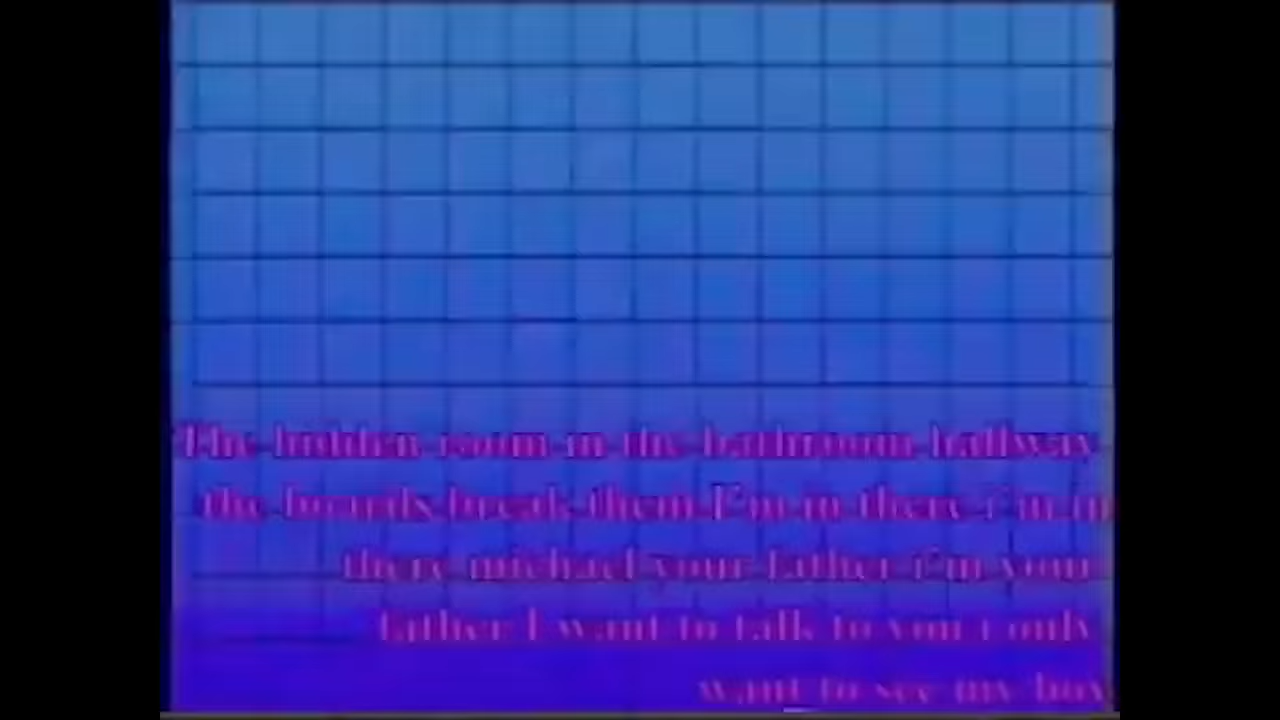 The hidden room in the bathroom hallway
the boards break them I'm in there i'm in
there michael your father i'm your
father I want to talk to you i only
want to see my boy